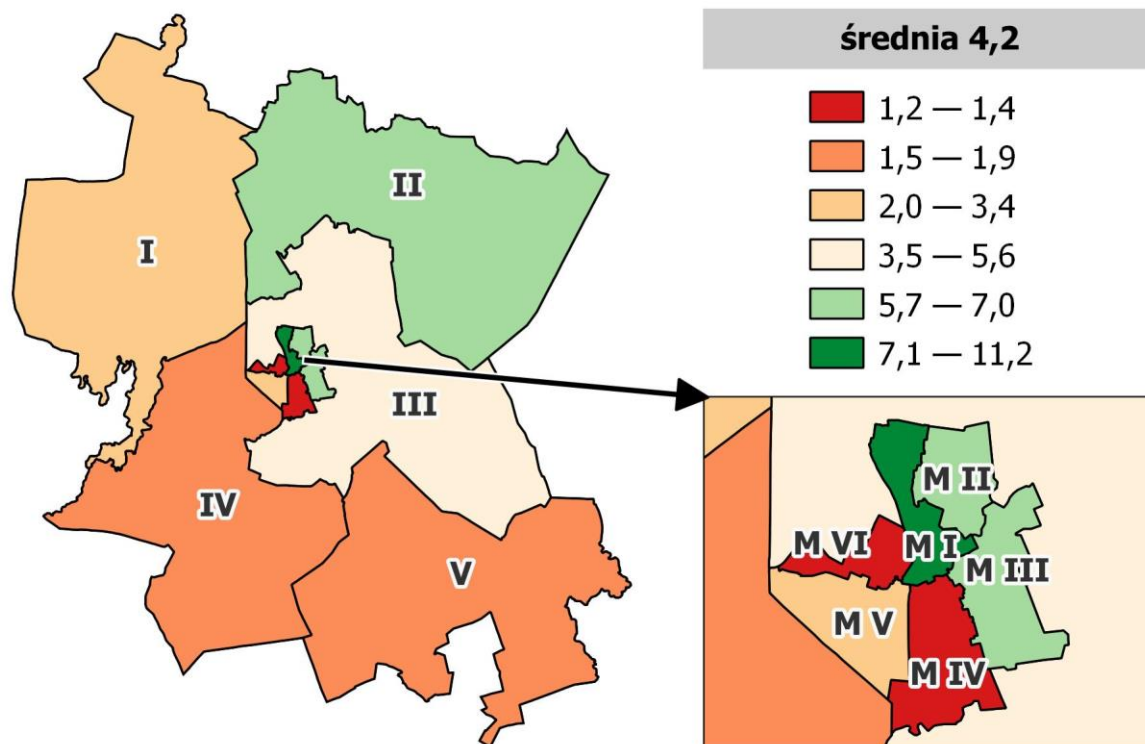 średnia 4,2
1,2 — 1,4
1,5 — 1,9
2,0 — 3,4
3,5 — 5,6
5,7 — 7,0
7,1 — 11,2
I
II
III
IV
V
M II
M VI
M I
M III
M V
M IV